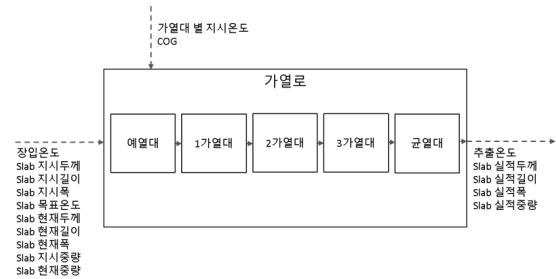 가열대 별 지시온도
COG
가열로
예열대
1가열대
2가열대
3가열대
균열대
장입온도
Slab 지시두께
Slab 지시길이
Slab 지시폭
Slab 목표온도
Slab 현재두께
Slab 현재길이
Slab 현재폭
Slab 지시중량
Slab 현재중량
추출온도
Slab 실적두께
Slab 실적길이
Slab 실적폭
Slab 실적중량